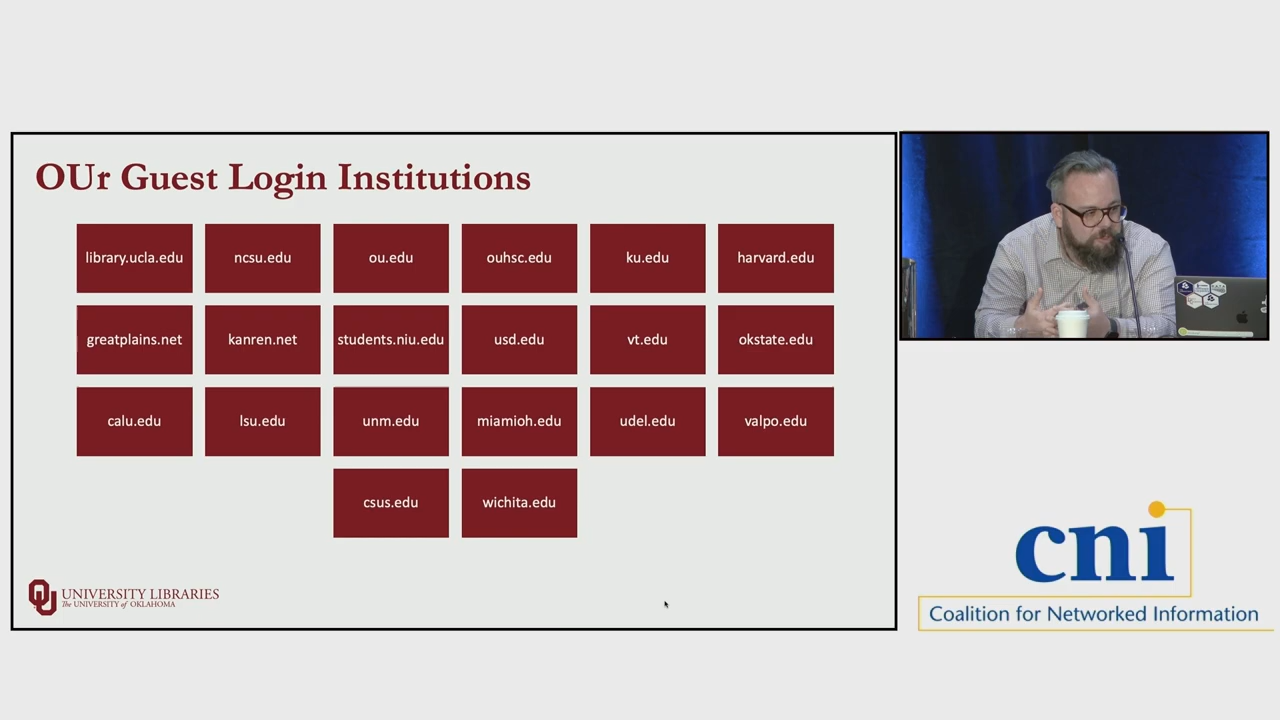 OUr Guest Login Institutions
library.ucla.edu
ncsu.edu
ou.edu
ouhsc.edu
ku.edu
harvard.edu
greatplains.net
kanren.net
students.niu.edu
usd.edu
vt.edu
okstate.edu
calu.edu
lsu.edu
unm.edu
miamioh.edu
udel.edu
valpo.edu
csus.edu
wichita.edu
OU UNIVERSITY LIBRARIES
The UNIVERSITY of OKLAHOMA
cni
Coalition for Networked Information